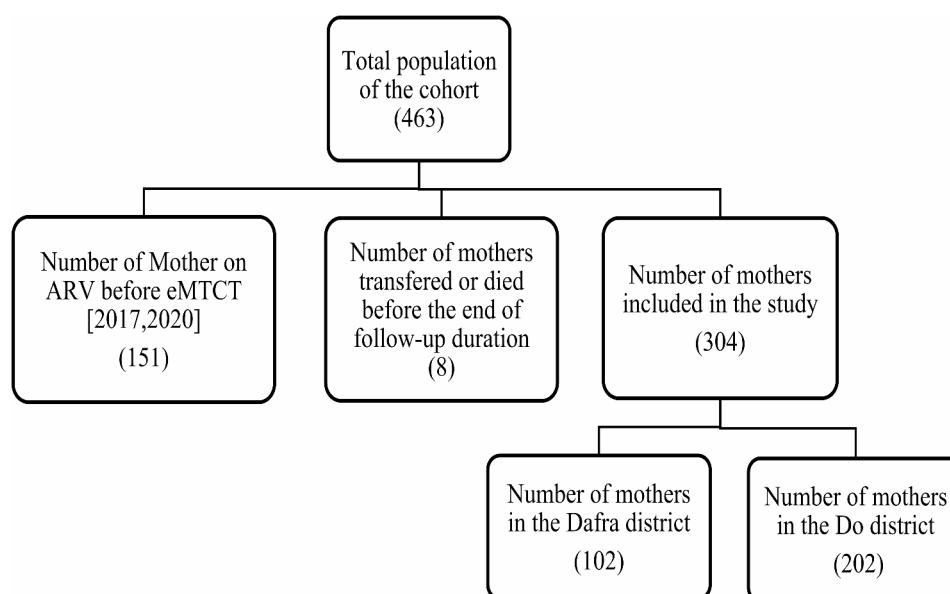 Total population
of the cohort
(463)
Number of Mother on
ARV before eMTCT
[2017,2020]
(151)
Number of mothers
transfered or died
before the end of
follow-up duration
(8)
Number of mothers
included in the study
(304)
Number of mothers
in the Dafra district
(102)
Number of mothers
in the Do district
(202)